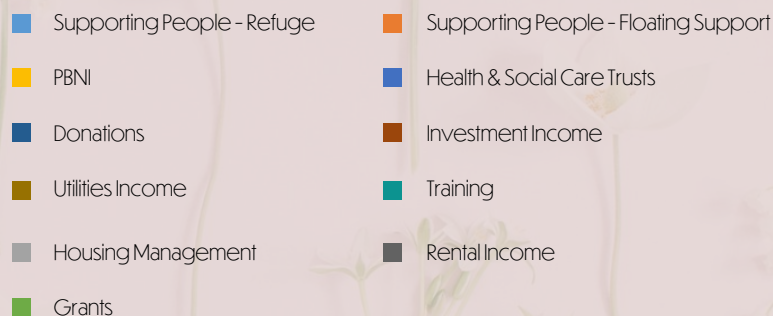 Supporting People - Refuge
Supporting People - Floating Support
PBNI
Health & Social Care Trusts
Donations
Investment Income
Utilities Income
Training
Housing Management
Rental Income
Grants